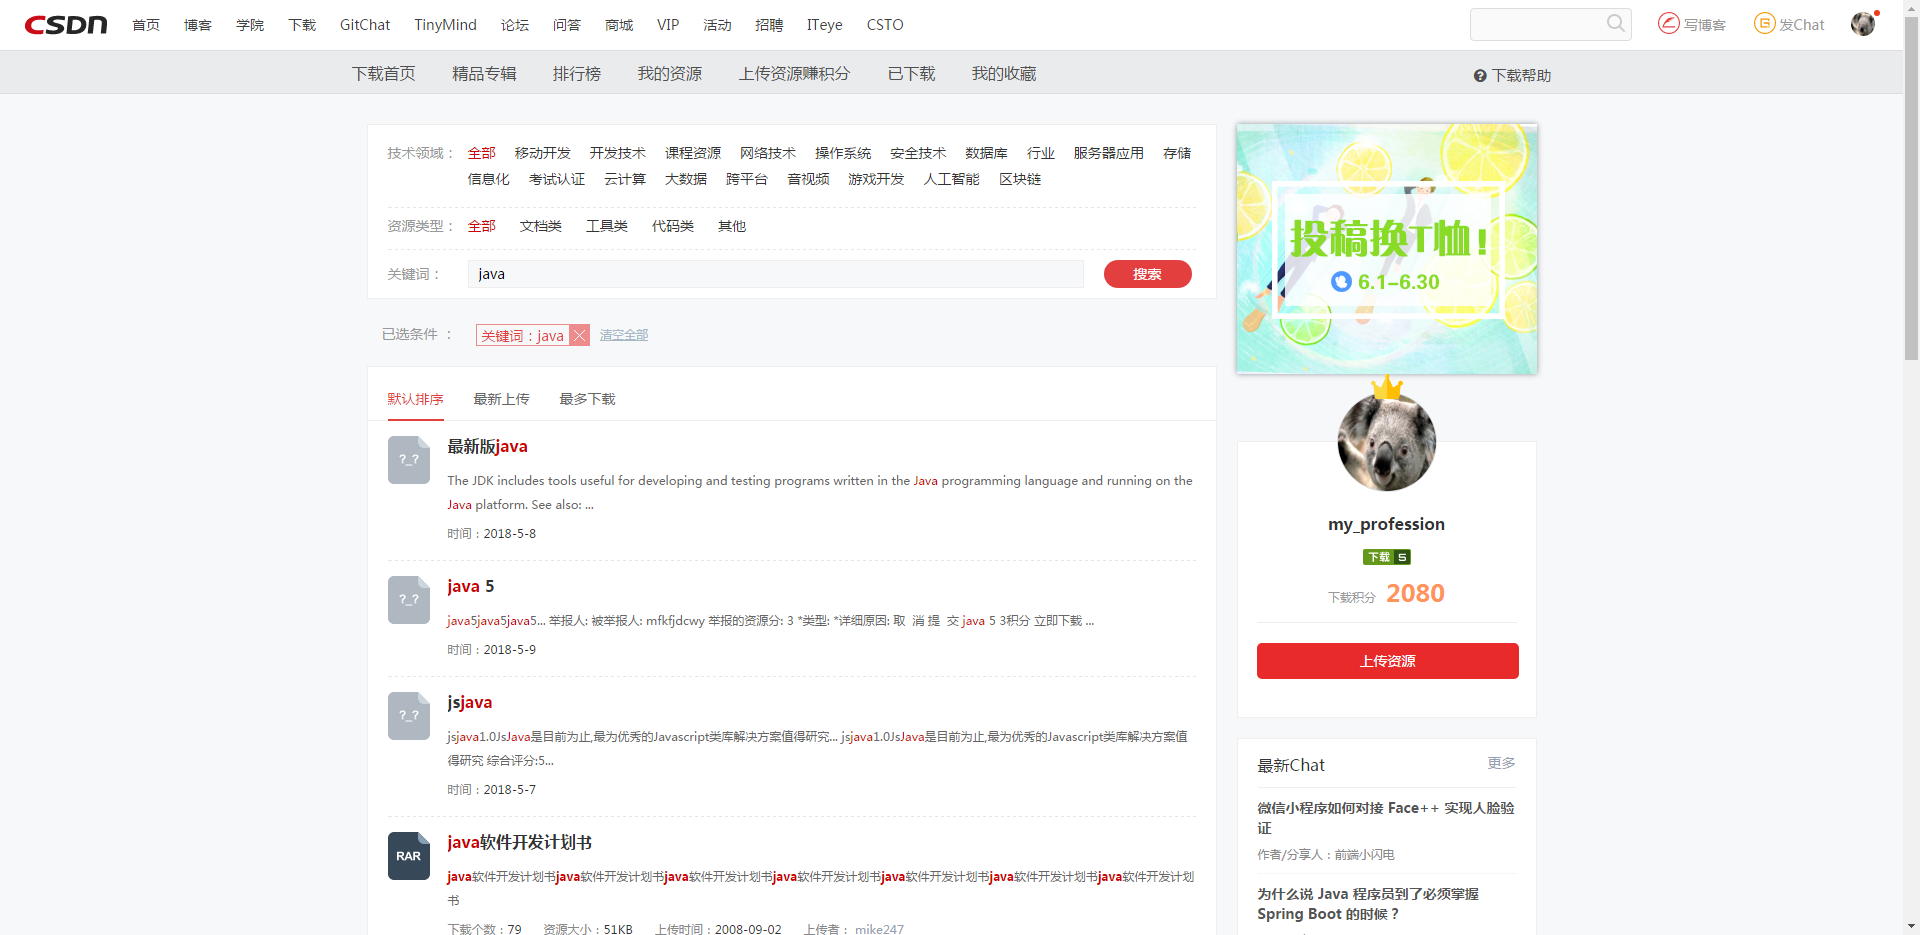 CSDN 首页 博客 学院 下载 GitChat TinyMind 论坛 问答 商城 VIP 活动 招聘 ITeye CSTO 写博客 发Chat
下载首页 精品专辑 排行榜 我的资源 上传资源赚积分 已下载 我的收藏 下载帮助
技术领域： 全部 移动开发 开发技术 课程资源 网络技术 操作系统 安全技术 数据库 行业 服务器应用 存储
信息化 考试认证 云计算 大数据 跨平台 音视频 游戏开发 人工智能 区块链
资源类型： 全部 文档类 工具类 代码类 其他
关键词： java 搜索
已选条件 ： 关键词：java 清空全部
默认排序 最新上传 最多下载
?_?
最新版java
The JDK includes tools useful for developing and testing programs written in the Java programming language and running on the
Java platform. See also: ...
时间：2018-5-8
?_?
java 5
java5java5java5... 举报人: 被举报人: mfkfjdcwy 举报的资源分: 3 *类型: *详细原因: 取 消 提 交 java 5 3积分 立即下载 ...
时间：2018-5-9
?_?
jsjava
jsjava1.0JsJava是目前为止,最为优秀的Javascript类库解决方案值得研究... jsjava1.0JsJava是目前为止,最为优秀的Javascript类库解决方案值
得研究 综合评分:5...
时间：2018-5-7
RAR
java软件开发计划书
java软件开发计划书java软件开发计划书java软件开发计划书java软件开发计划书java软件开发计划书java软件开发计划书java软件开发计划
书
下载个数：79 资源大小：51KB 上传时间：2008-09-02 上传者： mike247
投稿换T恤!
6.1-6.30
my_profession
下载 5
下载积分 2080
上传资源
最新Chat 更多
微信小程序如何对接 Face++ 实现人脸验
证
作者/分享人：前端小闪电
为什么说 Java 程序员到了必须掌握
Spring Boot 的时候？